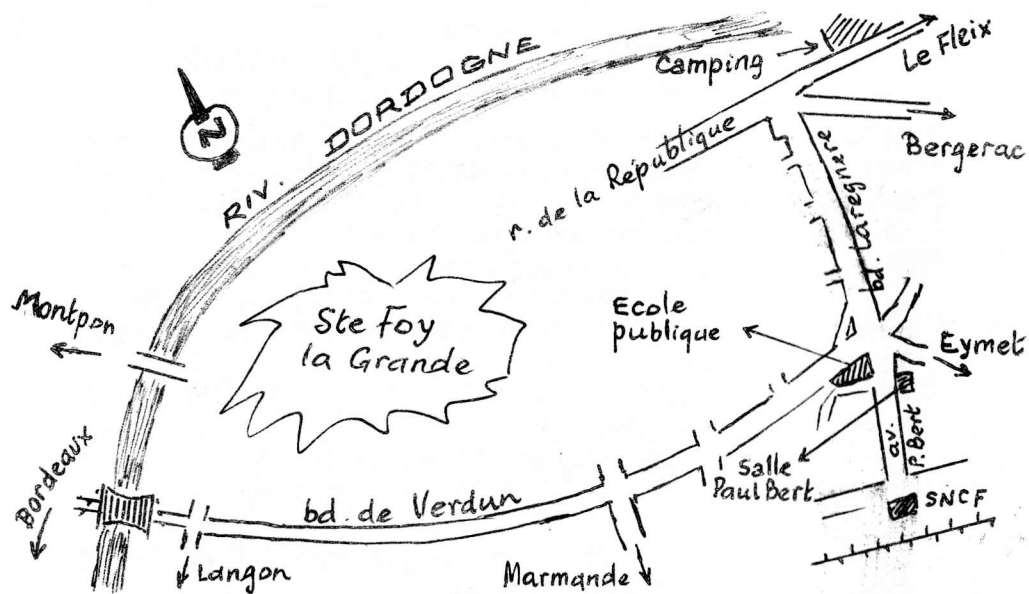 RIV. DORDOGNE
Camping
Le Fleix
N
Bergerac
r. de la République
bd. Laregnere
Montpon
Ste Foy
la Grande
Ecole
publique
Eymet
Bordeaux
bd. de Verdun
Salle
Paul Bert
av. P. Bert
SNCF
Langon
Marmande